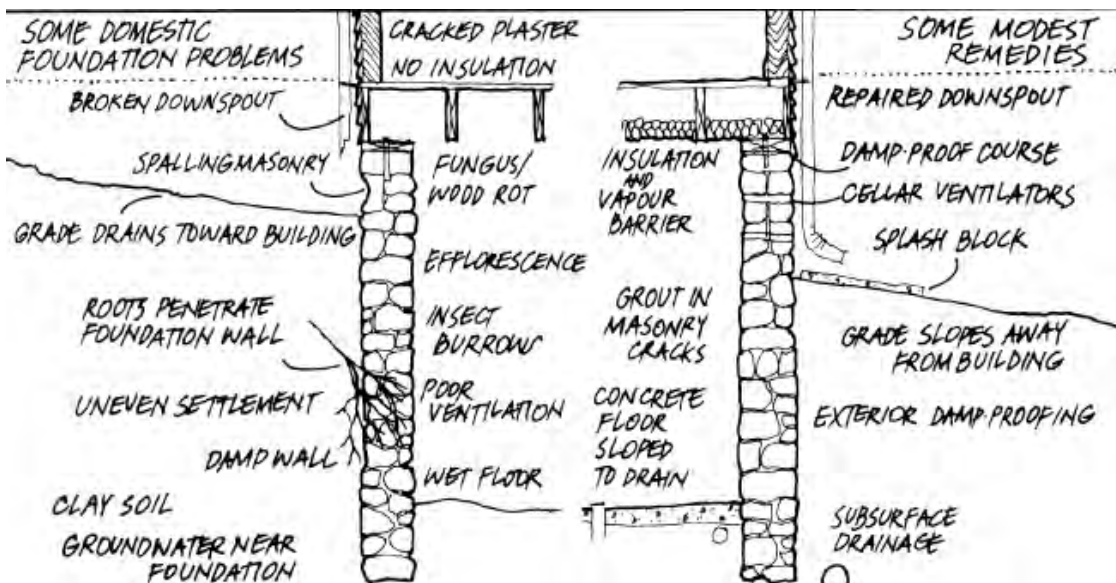 SOME DOMESTIC
FOUNDATION PROBLEMS
BROKEN DOWNSPOUT
SPALLING MASONRY
GRADE DRAINS TOWARD BUILDING
ROOTS PENETRATE
FOUNDATION WALL
UNEVEN SETTLEMENT
DAMP WALL
CLAY SOIL
GROUNDWATER NEAR
FOUNDATION
CRACKED PLASTER
NO INSULATION
FUNGUS/
WOOD ROT
EFFLORESCENCE
INSECT
BURROWS
POOR
VENTILATION
WET FLOOR
INSULATION
AND
VAPOUR
BARRIER
GROUT IN
MASONRY
CRACKS
CONCRETE
FLOOR
SLOPED
TO DRAIN
SOME MODEST
REMEDIES
REPAIRED DOWNSPOUT
DAMP-PROOF COURSE
CELLAR VENTILATORS
SPLASH BLOCK
GRADE SLOPES AWAY
FROM BUILDING
EXTERIOR DAMP-PROOFING
SUBSURFACE
DRAINAGE